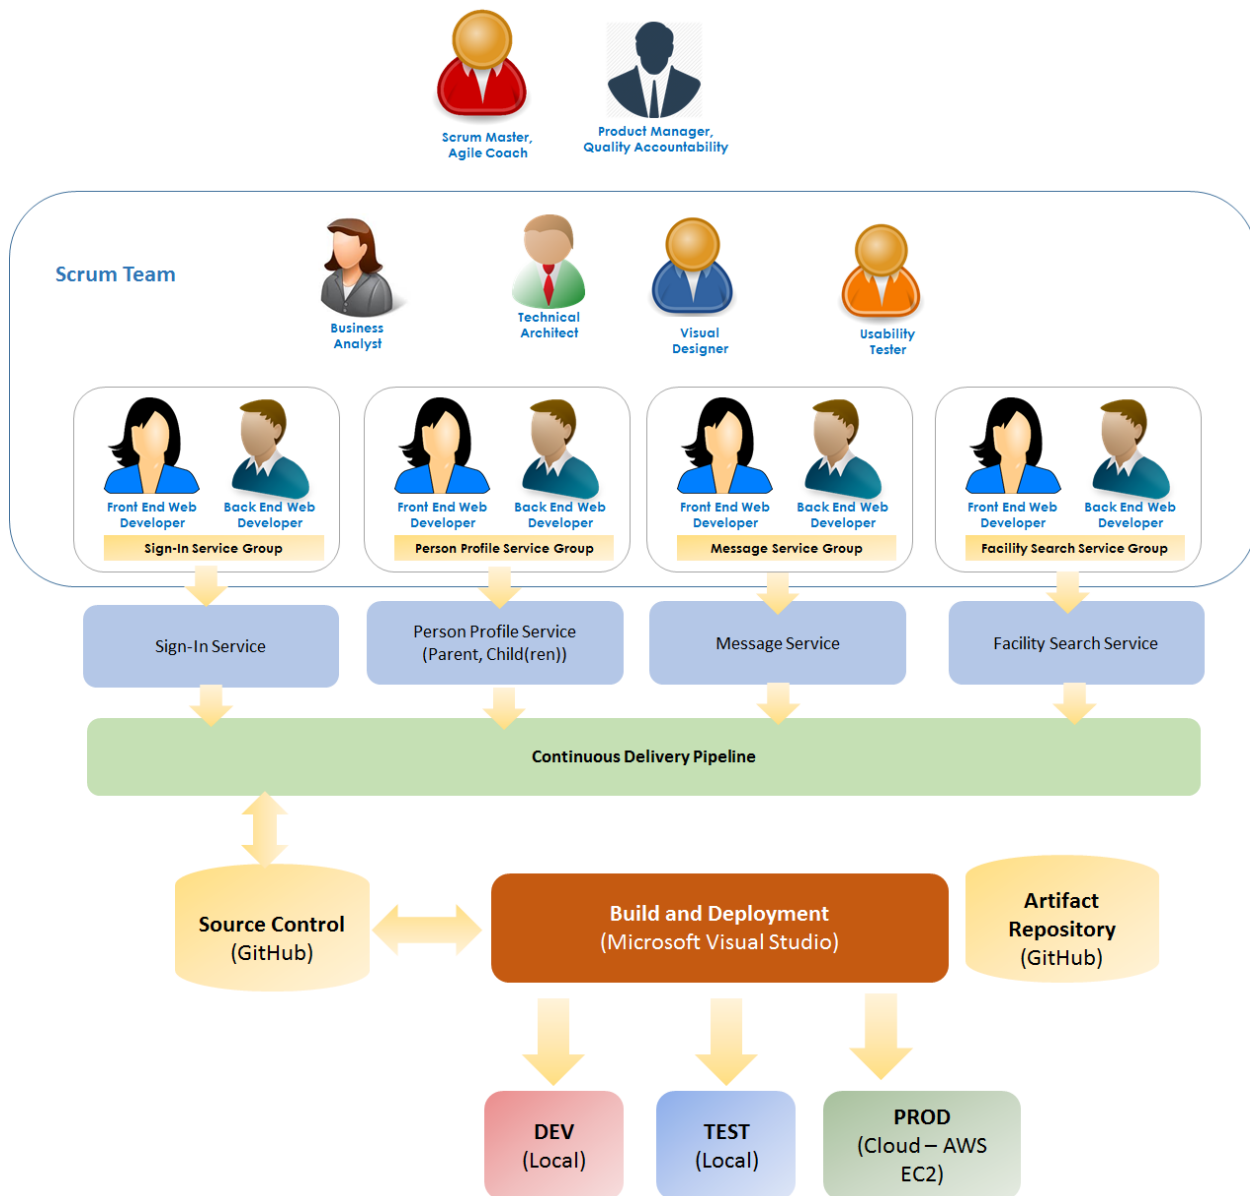 Scrum Master,
Agile Coach
Product Manager,
Quality Accountability
Scrum Team
Business
Analyst
Technical
Architect
Visual
Designer
Usability
Tester
Front End Web
Developer
Back End Web
Developer
Sign-In Service Group
Front End Web
Developer
Back End Web
Developer
Person Profile Service Group
Front End Web
Developer
Back End Web
Developer
Message Service Group
Front End Web
Developer
Back End Web
Developer
Facility Search Service Group
Sign-In Service
Person Profile Service
(Parent, Child(ren))
Message Service
Facility Search Service
Continuous Delivery Pipeline
Source Control
(GitHub)
Build and Deployment
(Microsoft Visual Studio)
Artifact
Repository
(GitHub)
DEV
(Local)
TEST
(Local)
PROD
(Cloud – AWS
EC2)